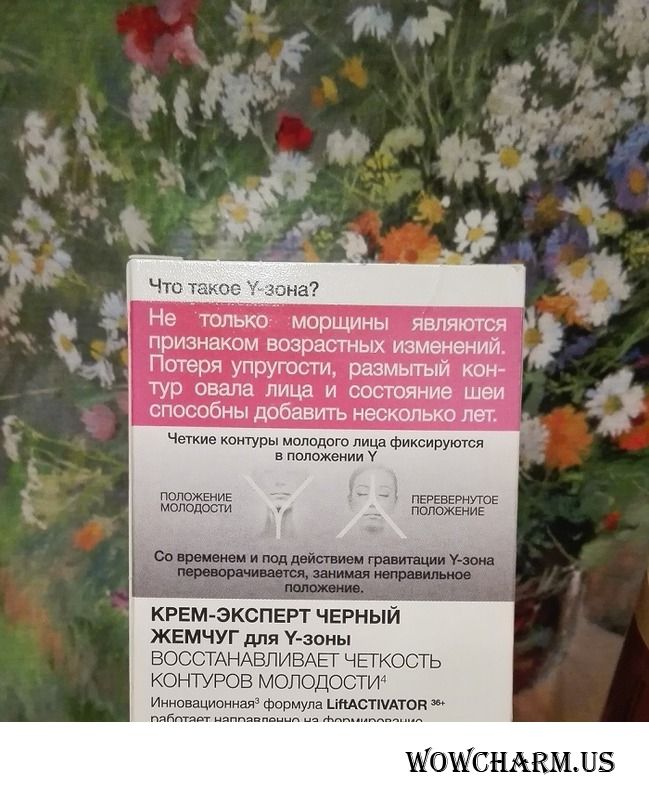 Что такое Y-зона?
Не только морщины являются
признаком возрастных изменений.
Потеря упругости, размытый кон-
тур овала лица и состояние шеи
способны добавить несколько лет.
Четкие контуры молодого лица фиксируются
в положении Y
ПОЛОЖЕНИЕ
МОЛОДОСТИ
ПЕРЕВЕРНУТОЕ
ПОЛОЖЕНИЕ
Со временем и под действием гравитации Y-зона
переворачивается, занимая неправильное
положение.
КРЕМ-ЭКСПЕРТ ЧЕРНЫЙ
ЖЕМЧУГ для Y-зоны
ВОССТАНАВЛИВАЕТ ЧЕТКОСТЬ
КОНТУРОВ МОЛОДОСТИ⁴
Инновационная³ формула LiftACTIVATOR 36+
работает направленно на формирование
WOWCHARM.US